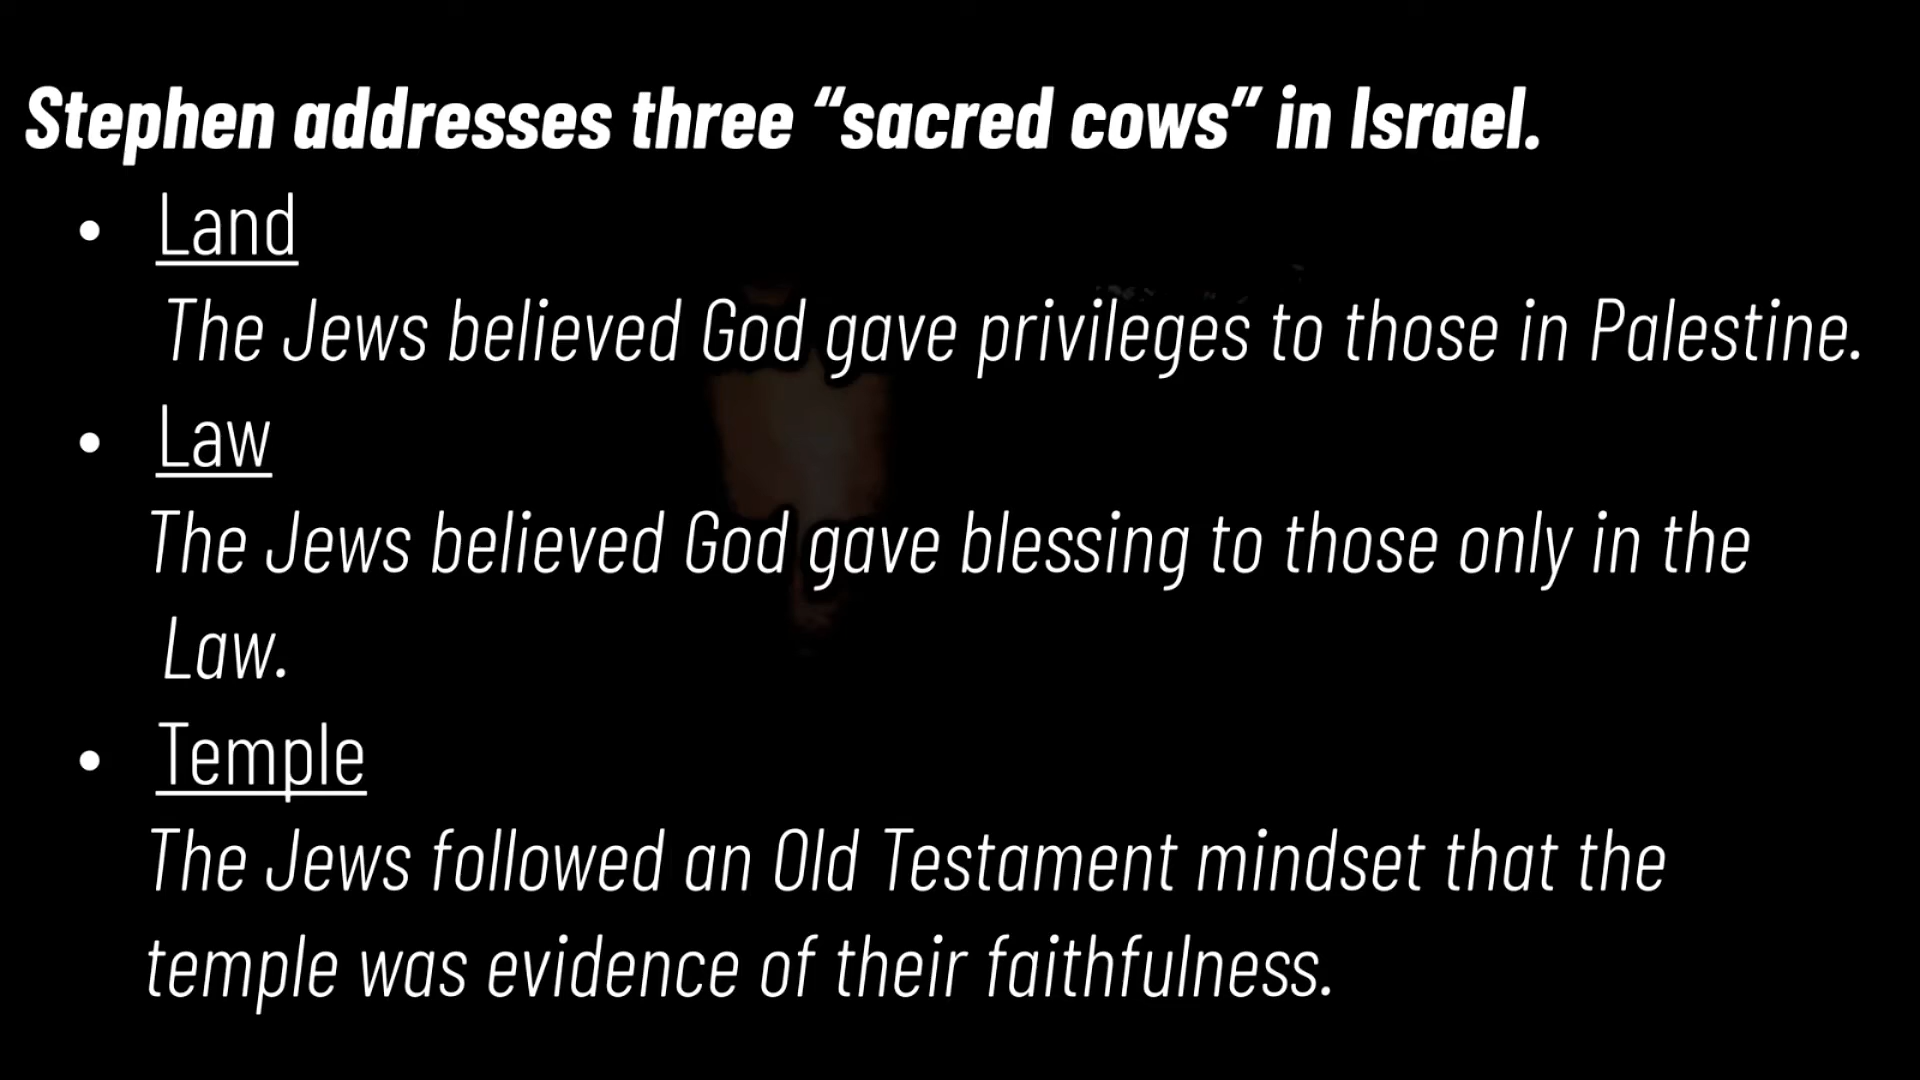 Stephen addresses three “sacred cows” in Israel.
• Land
The Jews believed God gave privileges to those in Palestine.
• Law
The Jews believed God gave blessing to those only in the
Law.
• Temple
The Jews followed an Old Testament mindset that the
temple was evidence of their faithfulness.